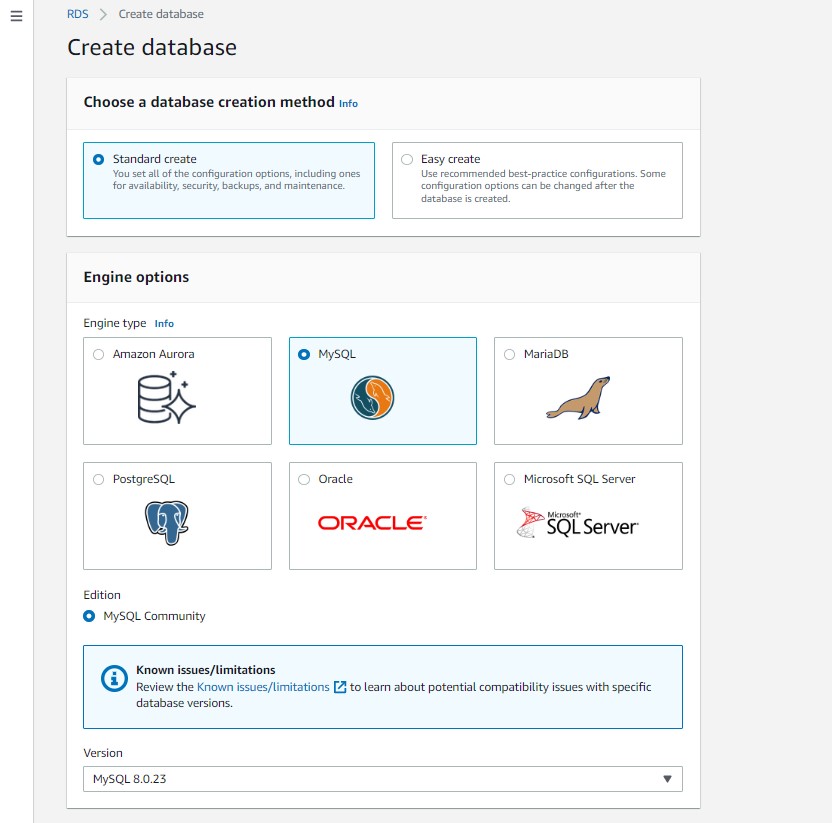 RDS > Create database
Create database
Choose a database creation method Info
Standard create
You set all of the configuration options, including ones
for availability, security, backups, and maintenance.
Easy create
Use recommended best-practice configurations. Some
configuration options can be changed after the
database is created.
Engine options
Engine type Info
Amazon Aurora
MySQL
MariaDB
PostgreSQL
Oracle
ORACLE®
Microsoft SQL Server
Microsoft®
SQL Server®
Edition
MySQL Community
Known issues/limitations
Review the Known issues/limitations to learn about potential compatibility issues with specific
database versions.
Version
MySQL 8.0.23